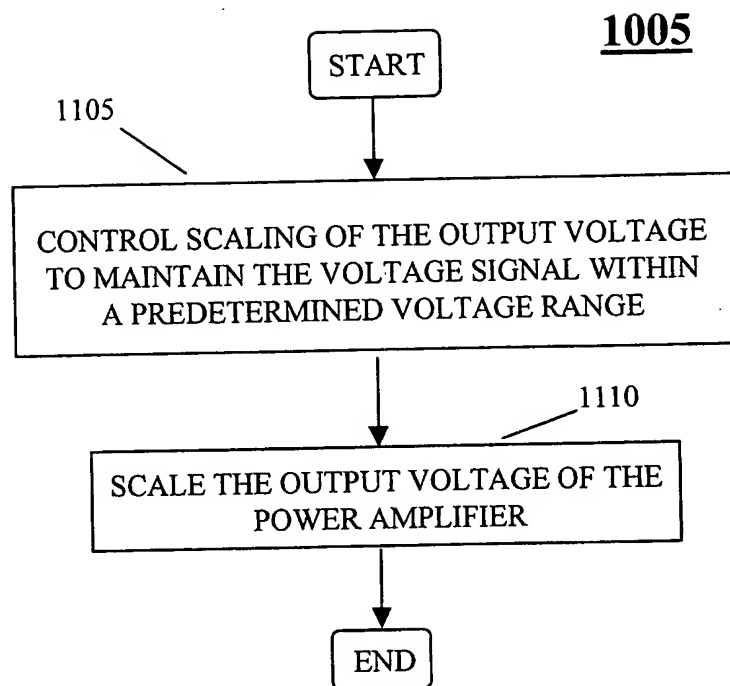 1005
START
1105
CONTROL SCALING OF THE OUTPUT VOLTAGE
TO MAINTAIN THE VOLTAGE SIGNAL WITHIN
A PREDETERMINED VOLTAGE RANGE
1110
SCALE THE OUTPUT VOLTAGE OF THE
POWER AMPLIFIER
END